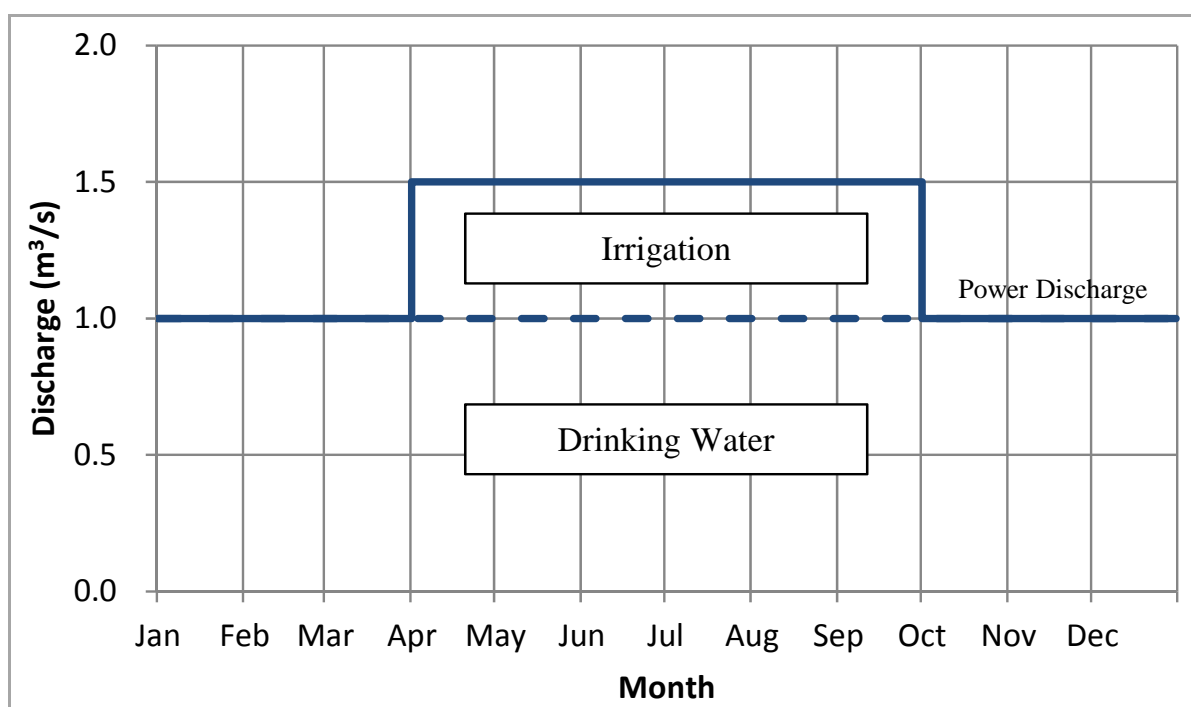 2.0
1.5
1.0
0.5
0.0
Discharge (m³/s)
Irrigation
Power Discharge
Drinking Water
Jan Feb Mar Apr May Jun Jul Aug Sep Oct Nov Dec
Month